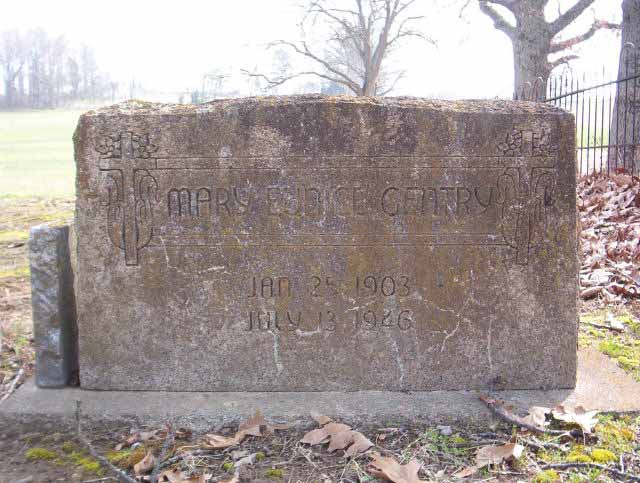 MARY EUNICE GENTRY
JAN 25 1903
JULY 13 1946